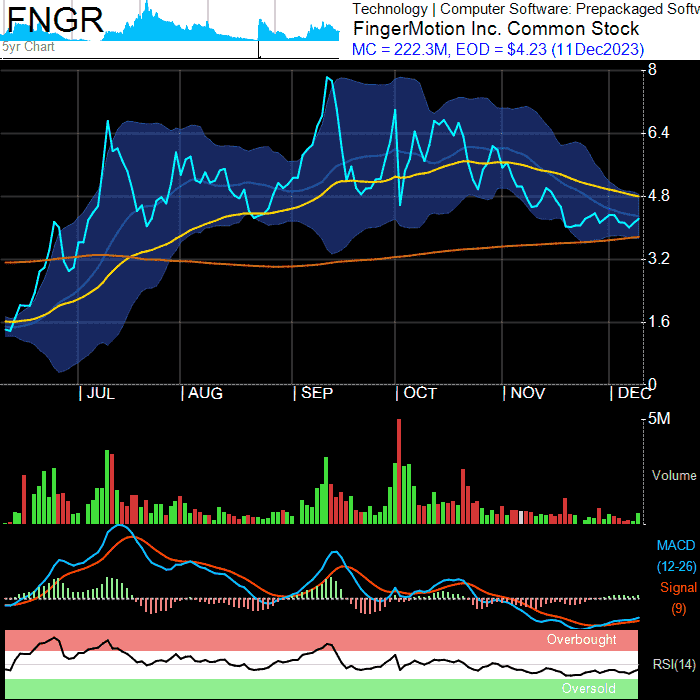 FNGR
5yr Chart
Technology | Computer Software: Prepackaged Softw
FingerMotion Inc. Common Stock
MC = 222.3M, EOD = $4.23 (11Dec2023)
8
6.4
4.8
3.2
1.6
0
| JUL | AUG | SEP | OCT | NOV | DEC
5M
Volume
MACD
(12-26)
Signal
(9)
Overbought
RSI(14)
Oversold